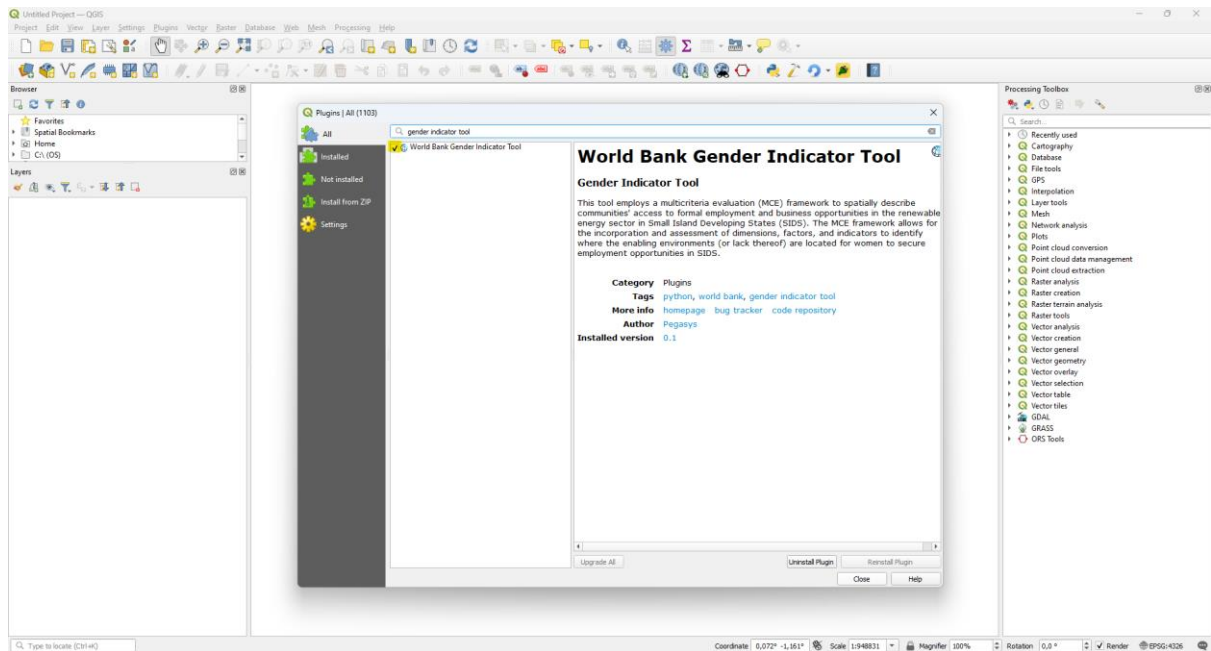 Untitled Project — QGIS
Project Edit View Layer Settings Plugins Vector Raster Database Web Mesh Processing Help
Browser
Favorites
Spatial Bookmarks
Home
C:\ (OS)
Layers
Plugins | All (1103)
All
Installed
Not installed
Install from ZIP
Settings
gender indicator tool
World Bank Gender Indicator Tool
World Bank Gender Indicator Tool
Gender Indicator Tool
This tool employs a multicriteria evaluation (MCE) framework to spatially describe
communities' access to formal employment and business opportunities in the renewable
energy sector in Small Island Developing States (SIDS). The MCE framework allows for
the incorporation and assessment of dimensions, factors, and indicators to identify
where the enabling environments (or lack thereof) are located for women to secure
employment opportunities in SIDS.
Category Plugins
Tags python, world bank, gender indicator tool
More info homepage bug tracker code repository
Author Pegasys
Installed version 0.1
Upgrade All
Uninstall Plugin
Reinstall Plugin
Close
Help
Processing Toolbox
Search...
Recently used
Cartography
Database
File tools
GPS
Interpolation
Layer tools
Mesh
Network analysis
Plots
Point cloud conversion
Point cloud data management
Point cloud extraction
Raster analysis
Raster creation
Raster terrain analysis
Raster tools
Vector analysis
Vector creation
Vector general
Vector geometry
Vector overlay
Vector selection
Vector table
Vector tiles
GDAL
GRASS
ORS Tools
Type to locate (Ctrl+K)
Coordinate 0,072° -1,161° Scale 1:948831 Magnifier 100% Rotation 0,0 ° Render EPSG:4326